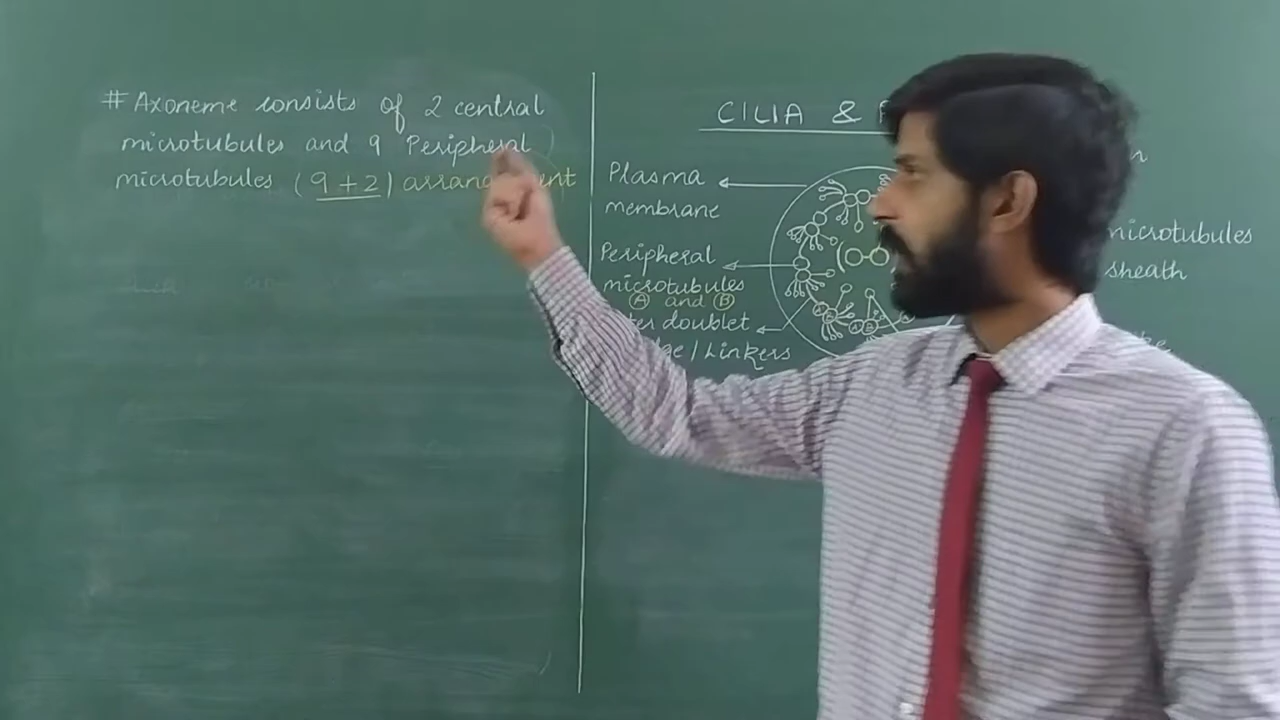 # Axoneme consists of 2 central
microtubules and 9 Peripheral
microtubules (9+2)
CILIA &
Plasma
membrane
Peripheral
microtubules
(A) and (B)
doublet
/Linkers
microtubules
sheath